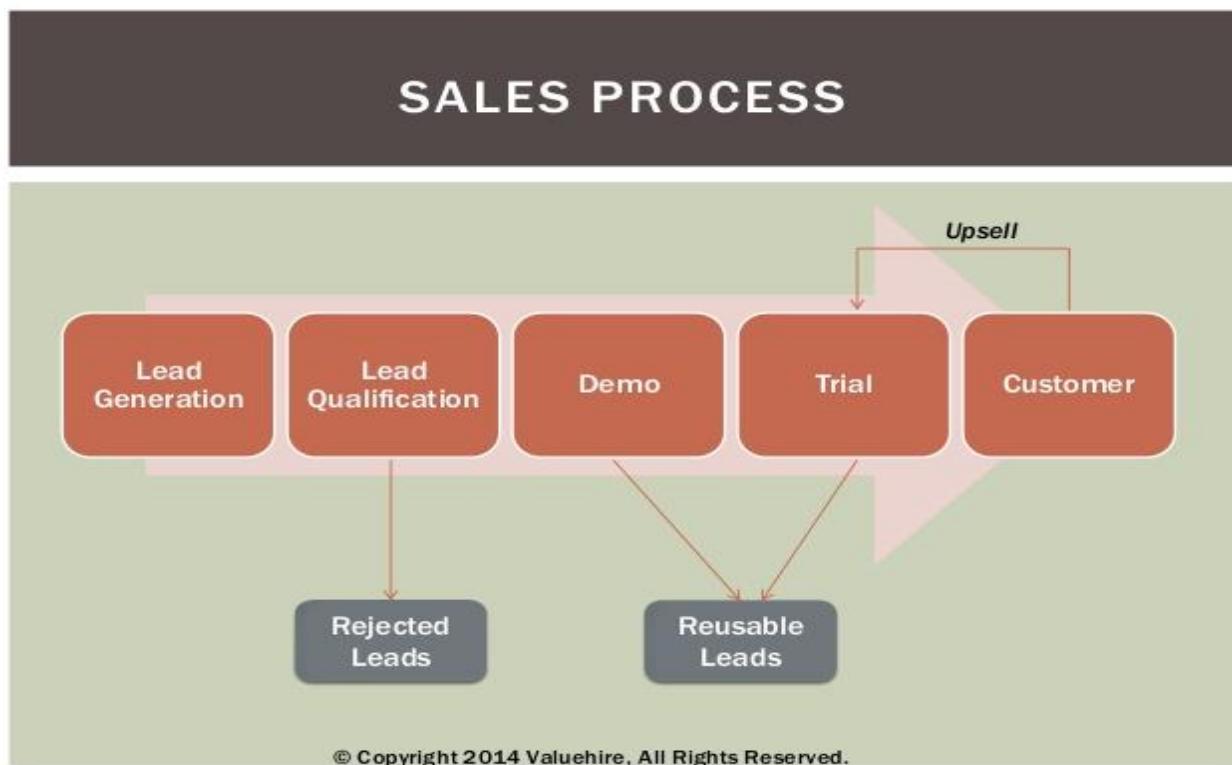 SALES PROCESS
Upsell
Lead
Generation
Lead
Qualification
Demo
Trial
Customer
Rejected
Leads
Reusable
Leads
© Copyright 2014 Valuehire, All Rights Reserved.